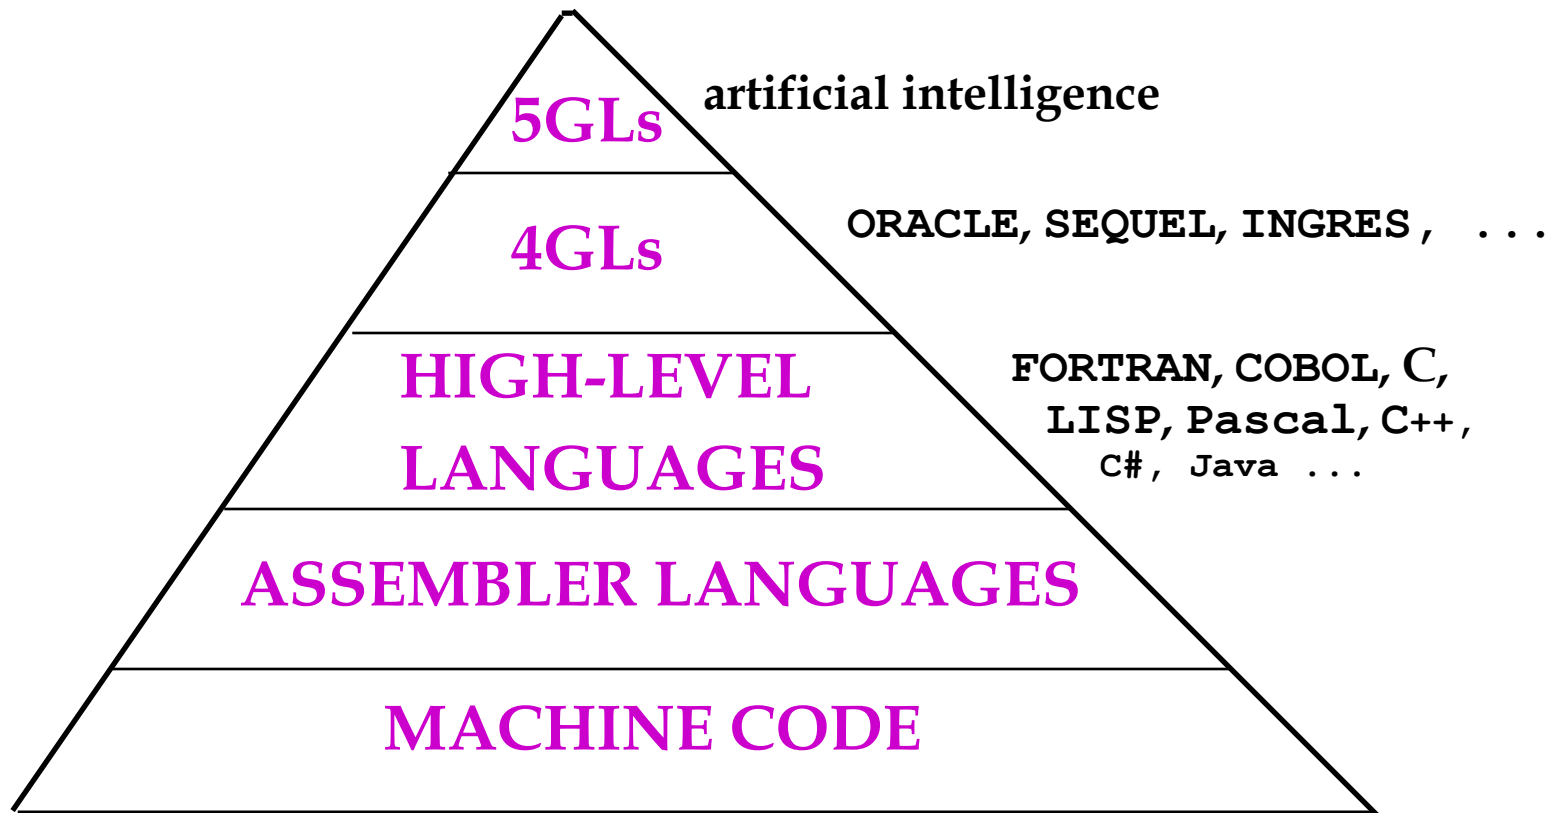 artificial intelligence
5GLs
ORACLE, SEQUEL, INGRES, ...
4GLs
HIGH-LEVEL
LANGUAGES
FORTRAN, COBOL, C,
LISP, Pascal, C++,
C#, Java ...
ASSEMBLER LANGUAGES
MACHINE CODE